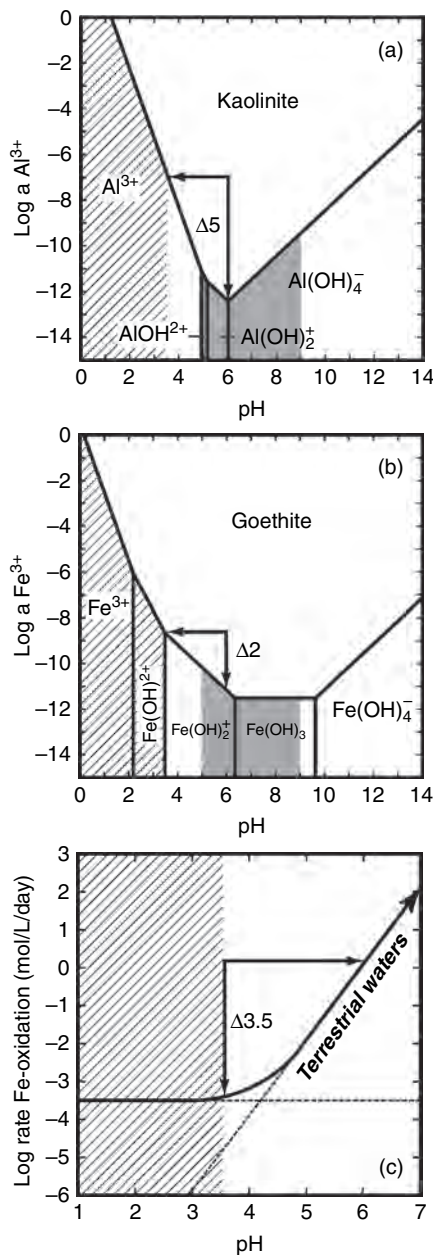 0
(a)
−2
Kaolinite
−4
Log a Al³⁺
−6
Al³⁺
−8
Δ5
−10
Al(OH)₄⁻
−12
AlOH²⁺
Al(OH)₂⁺
−14
0 2 4 6 8 10 12 14
pH
0
(b)
−2
Goethite
−4
Log a Fe³⁺
−6
Fe³⁺
−8
Δ2
Fe(OH)²⁺
−10
−12
Fe(OH)₂⁺
Fe(OH)₃
Fe(OH)₄⁻
−14
0 2 4 6 8 10 12 14
pH
3
2
1
0
Log rate Fe-oxidation (mol/L/day)
−1
Δ3.5
Terrestrial waters
−2
−3
−4
−5
(c)
−6
1 2 3 4 5 6 7
pH